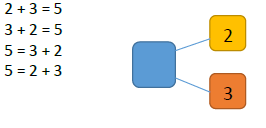 2 + 3 = 5
3 + 2 = 5
5 = 3 + 2
5 = 2 + 3
2
3